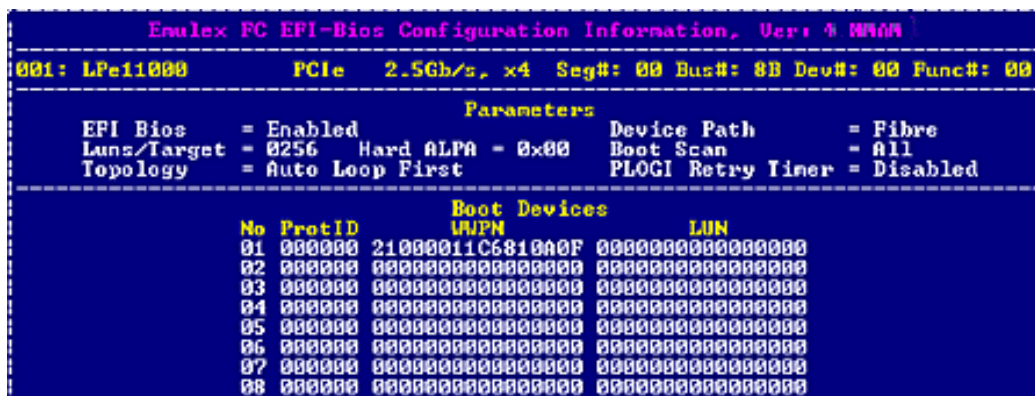 Emulex FC EFI-Bios Configuration Information, Ver:
001: LPe11000 PCIe 2.5Gb/s, x4 Seg#: 00 Bus#: 8B Dev#: 00 Func#: 00
Parameters
EFI Bios = Enabled Device Path = Fibre
Luns/Target = 0256 Hard ALPA = 0x00 Boot Scan = All
Topology = Auto Loop First PLOGI Retry Timer = Disabled
Boot Devices
No ProtID WWPN LUN
01 000000 21000011C6810A0F 0000000000000000
02 000000 0000000000000000 0000000000000000
03 000000 0000000000000000 0000000000000000
04 000000 0000000000000000 0000000000000000
05 000000 0000000000000000 0000000000000000
06 000000 0000000000000000 0000000000000000
07 000000 0000000000000000 0000000000000000
08 000000 0000000000000000 0000000000000000